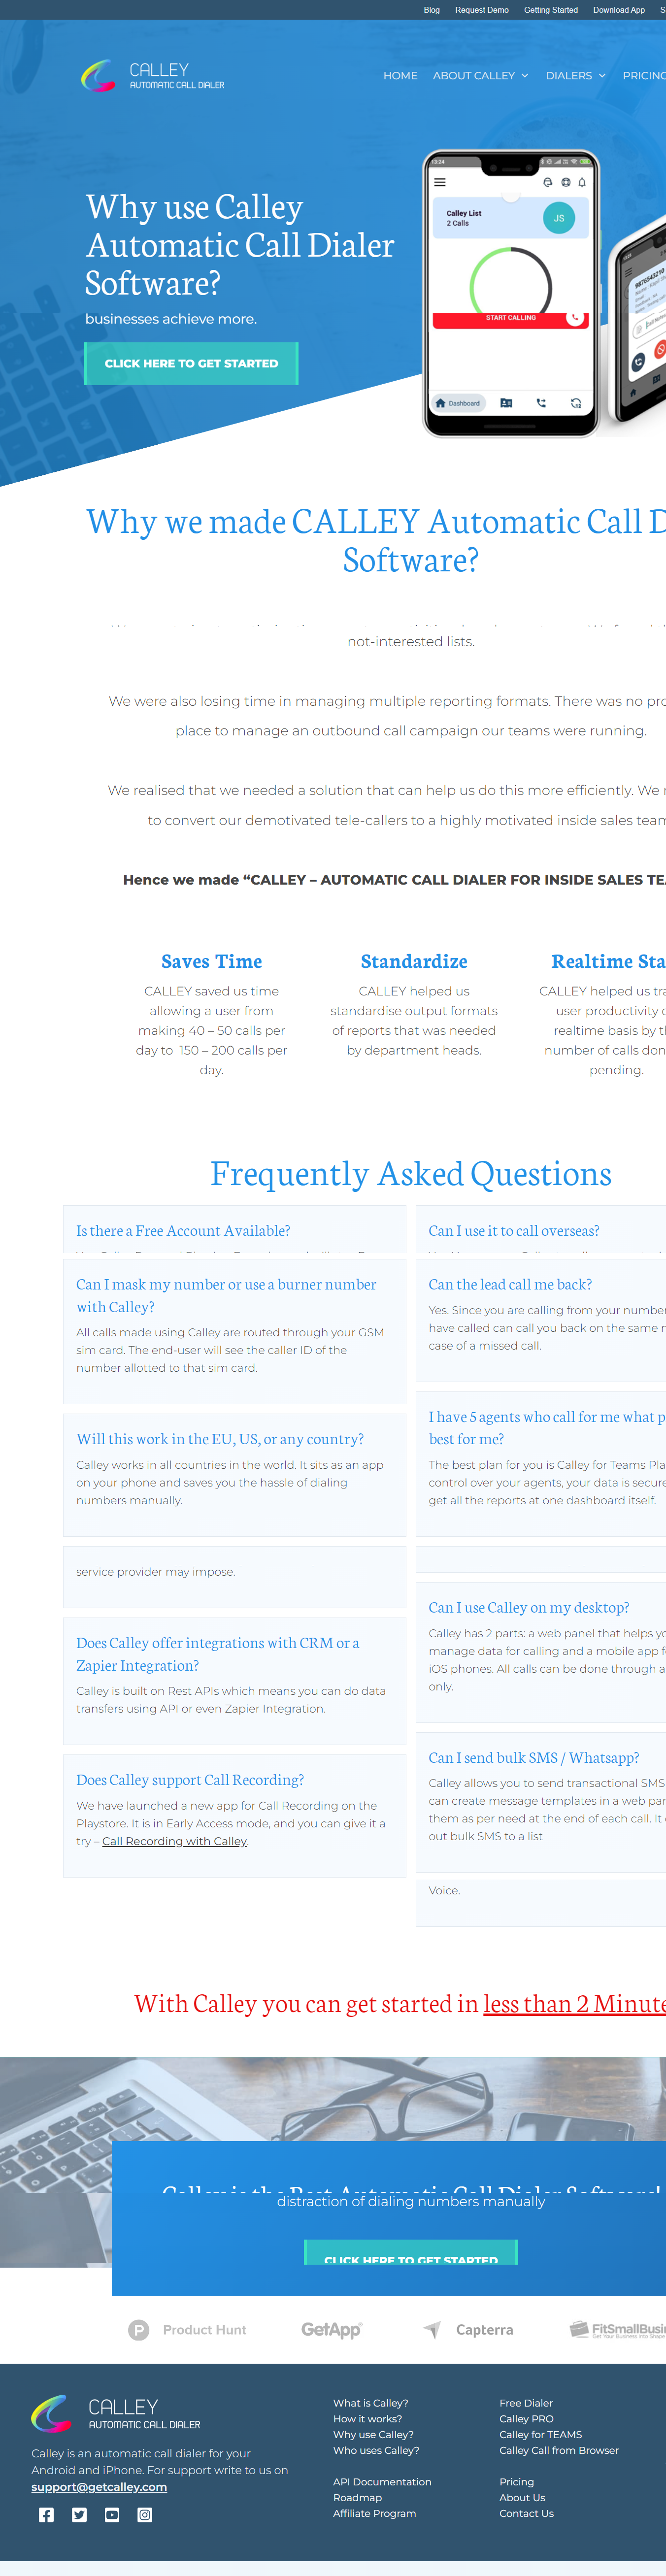 Blog Request Demo Getting Started Download App
CALLEY
AUTOMATIC CALL DIALER
HOME ABOUT CALLEY DIALERS PRICING
13:24
Calley List
2 Calls
JS
START CALLING
Dashboard
9876543210
Why use Calley
Automatic Call Dialer
Software?
businesses achieve more.
CLICK HERE TO GET STARTED
Why we made CALLEY Automatic Call D
Software?
not-interested lists.
We were also losing time in managing multiple reporting formats. There was no pro
place to manage an outbound call campaign our teams were running.
We realised that we needed a solution that can help us do this more efficiently. We
to convert our demotivated tele-callers to a highly motivated inside sales team
Hence we made “CALLEY – AUTOMATIC CALL DIALER FOR INSIDE SALES TEA
Saves Time
CALLEY saved us time
allowing a user from
making 40 – 50 calls per
day to 150 – 200 calls per
day.
Standardize
CALLEY helped us
standardise output formats
of reports that was needed
by department heads.
Realtime Sta
CALLEY helped us tra
user productivity o
realtime basis by th
number of calls don
pending.
Frequently Asked Questions
Is there a Free Account Available?
Can I mask my number or use a burner number
with Calley?
All calls made using Calley are routed through your GSM
sim card. The end-user will see the caller ID of the
number allotted to that sim card.
Will this work in the EU, US, or any country?
Calley works in all countries in the world. It sits as an app
on your phone and saves you the hassle of dialing
numbers manually.
service provider may impose.
Does Calley offer integrations with CRM or a
Zapier Integration?
Calley is built on Rest APIs which means you can do data
transfers using API or even Zapier Integration.
Does Calley support Call Recording?
We have launched a new app for Call Recording on the
Playstore. It is in Early Access mode, and you can give it a
try – Call Recording with Calley.
Can I use it to call overseas?
Can the lead call me back?
Yes. Since you are calling from your number
have called can call you back on the same n
case of a missed call.
I have 5 agents who call for me what p
best for me?
The best plan for you is Calley for Teams Pla
control over your agents, your data is secure
get all the reports at one dashboard itself.
Can I use Calley on my desktop?
Calley has 2 parts: a web panel that helps yo
manage data for calling and a mobile app fo
iOS phones. All calls can be done through a
only.
Can I send bulk SMS / Whatsapp?
Calley allows you to send transactional SMS
can create message templates in a web pan
them as per need at the end of each call. It
out bulk SMS to a list
Voice.
With Calley you can get started in less than 2 Minute
Calley is the Best Automatic Call Dialer Software!
distraction of dialing numbers manually
CLICK HERE TO GET STARTED
Product Hunt GetApp Capterra FitSmallBusin
Get Your Business Into Shape
CALLEY
AUTOMATIC CALL DIALER
Calley is an automatic call dialer for your
Android and iPhone. For support write to us on
support@getcalley.com
What is Calley?
How it works?
Why use Calley?
Who uses Calley?
API Documentation
Roadmap
Affiliate Program
Free Dialer
Calley PRO
Calley for TEAMS
Calley Call from Browser
Pricing
About Us
Contact Us